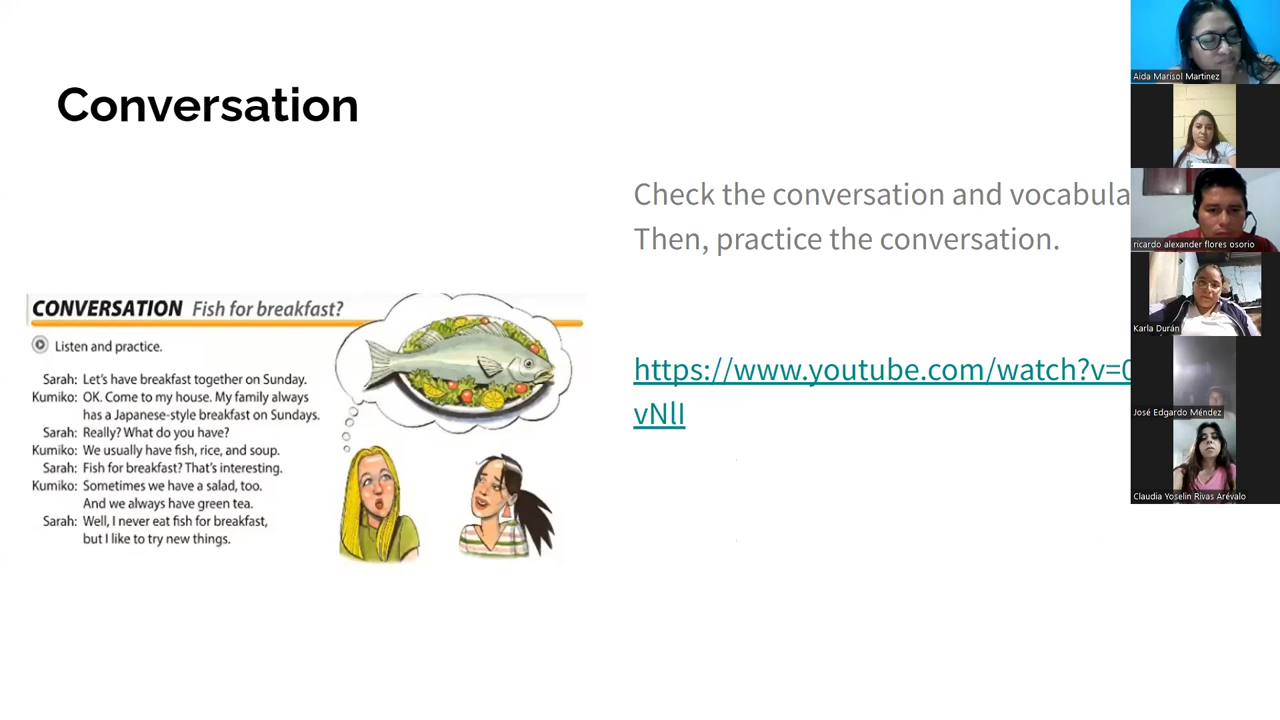 Conversation
Check the conversation and vocabula
Then, practice the conversation.
https://www.youtube.com/watch?v=0
vNlI
CONVERSATION Fish for breakfast?
Listen and practice.
Sarah: Let's have breakfast together on Sunday.
Kumiko: OK. Come to my house. My family always
has a Japanese-style breakfast on Sundays.
Sarah: Really? What do you have?
Kumiko: We usually have fish, rice, and soup.
Sarah: Fish for breakfast? That's interesting.
Kumiko: Sometimes we have a salad, too.
And we always have green tea.
Sarah: Well, I never eat fish for breakfast,
but I like to try new things.
Aida Marisol Martinez
ricardo alexander flores osorio
Karla Durán
José Edgardo Méndez
Claudia Yoselin Rivas Arévalo